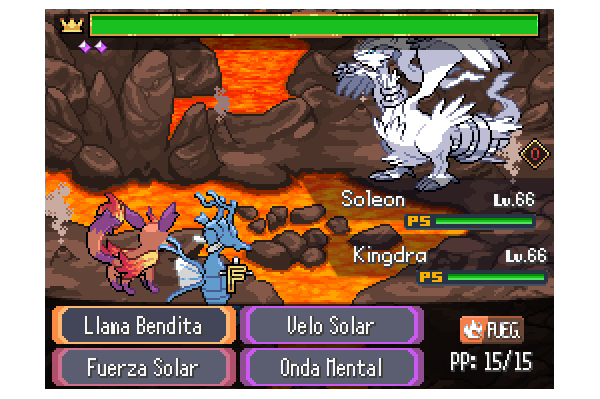 0
Soleon Lv.66
PS
Kingdra Lv.66
PS
Llama Bendita Velo Solar FUEG.
Fuerza Solar Onda Mental PP: 15/15